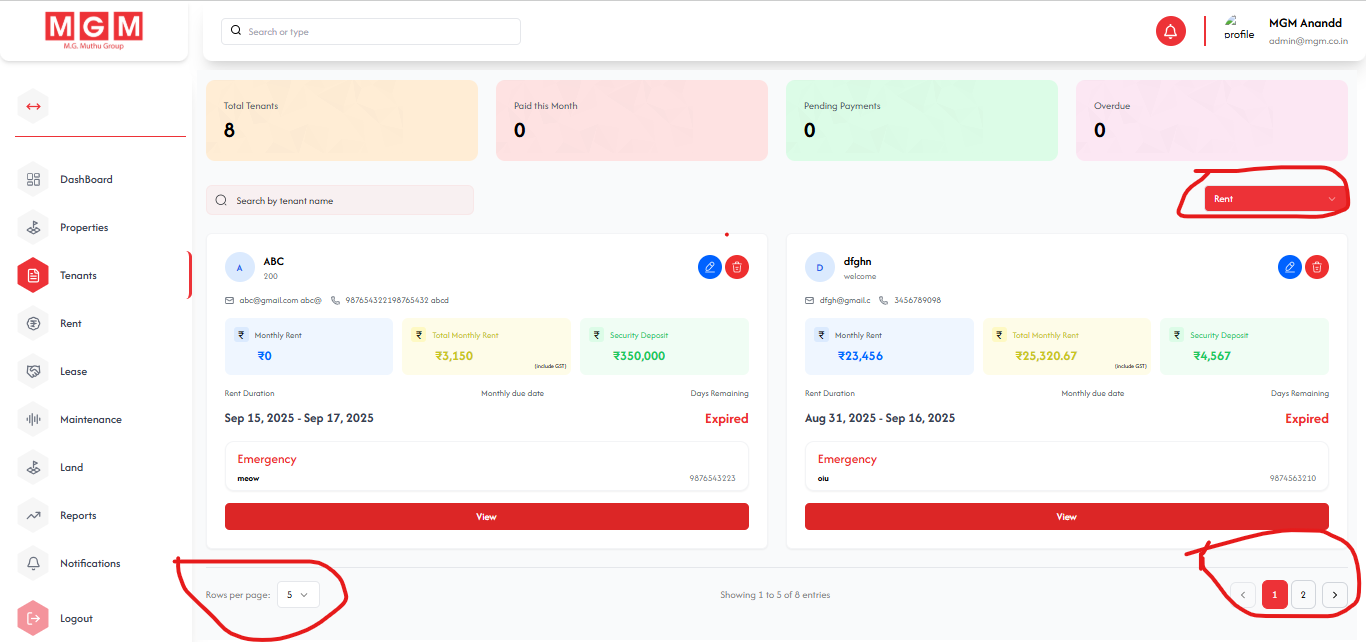 MGM
M.G. Muthu Group
Search or type
profile
MGM Anandd
admin@mgm.co.in
DashBoard
Properties
Tenants
Rent
Lease
Maintenance
Land
Reports
Notifications
Logout
Total Tenants
8
Paid this Month
0
Pending Payments
0
Overdue
0
Search by tenant name
Rent
A
ABC
200
abc@gmail.com abc@ 987654322198765432 abcd
₹ Monthly Rent
₹0
₹ Total Monthly Rent
₹3,150
(include GST)
₹ Security Deposit
₹350,000
Rent Duration Monthly due date Days Remaining
Sep 15, 2025 - Sep 17, 2025 Expired
Emergency
meow 9876543223
View
D
dfghn
welcome
dfgh@gmail.c 3456789098
₹ Monthly Rent
₹23,456
₹ Total Monthly Rent
₹25,320.67
(include GST)
₹ Security Deposit
₹4,567
Rent Duration Monthly due date Days Remaining
Aug 31, 2025 - Sep 16, 2025 Expired
Emergency
oiu 9874563210
View
Rows per page: 5 Showing 1 to 5 of 8 entries 1 2